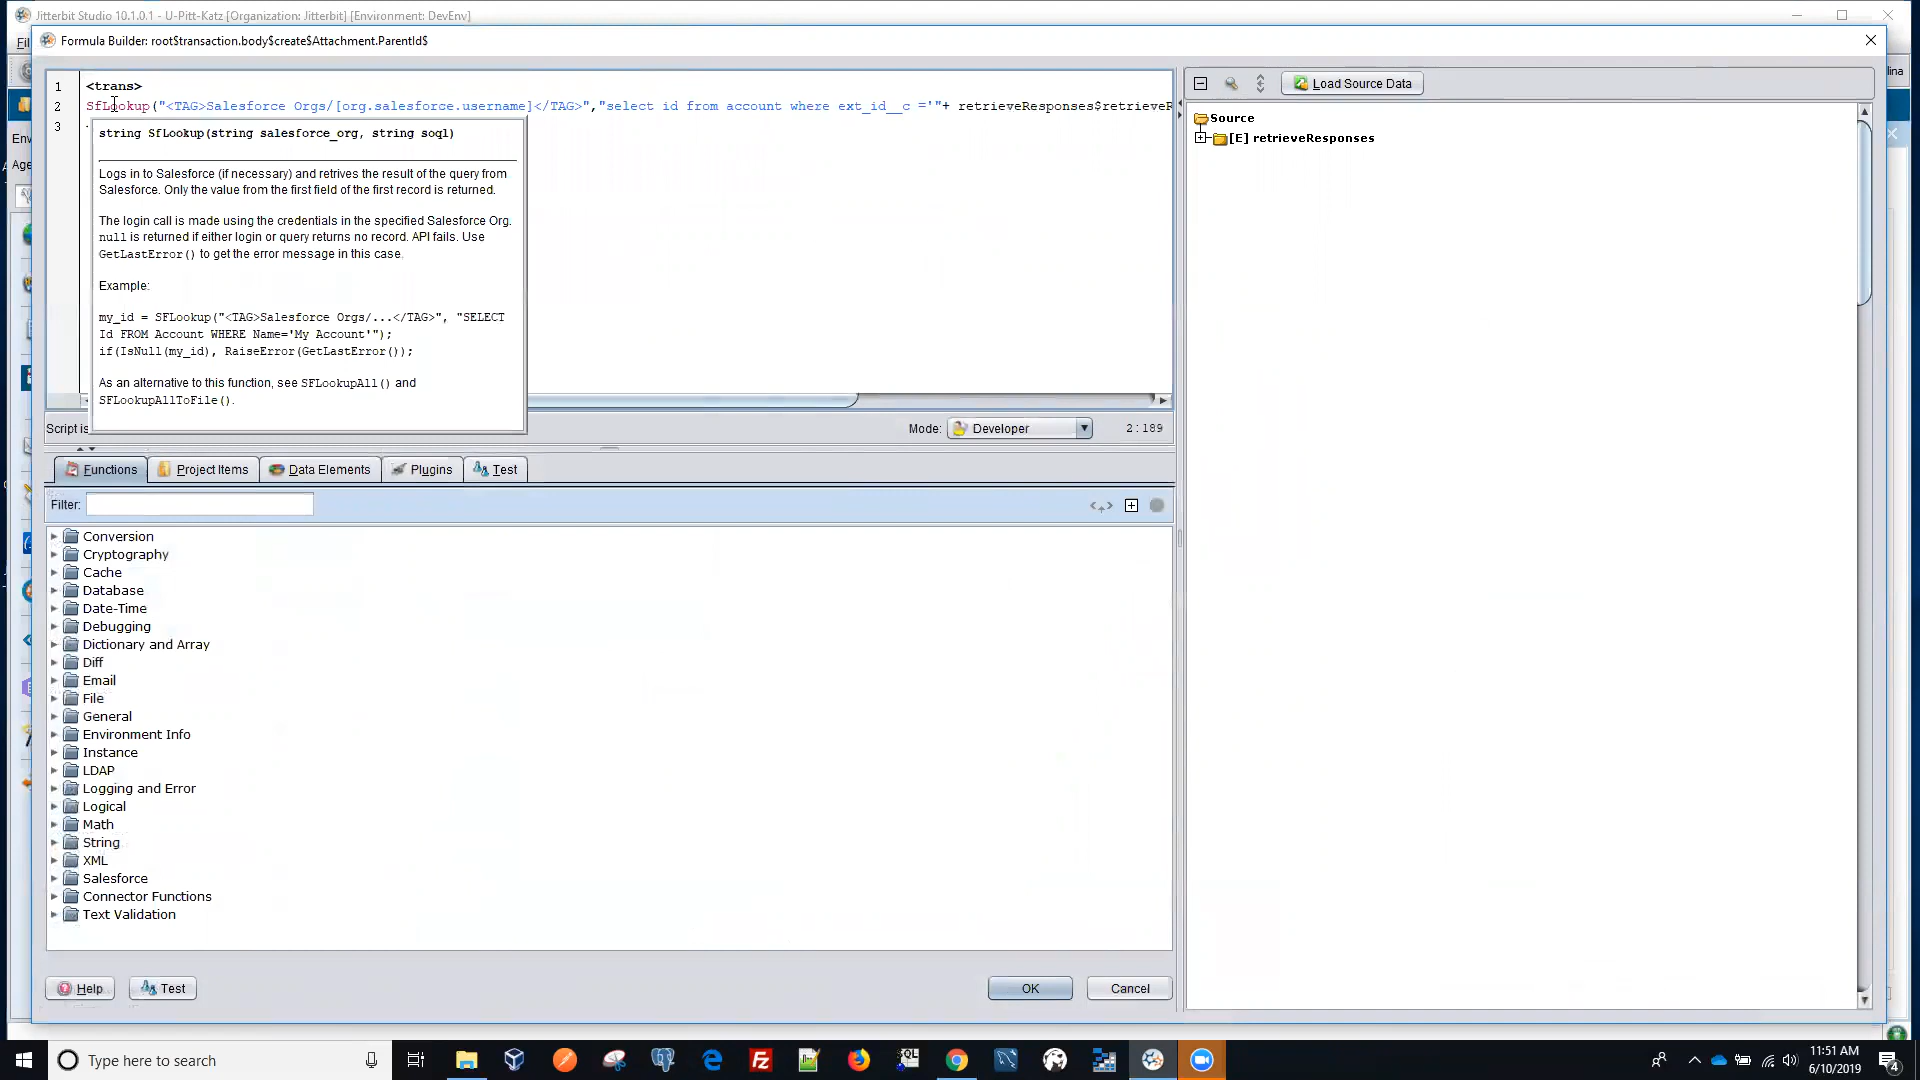 Jitterbit Studio 10.1.0.1 - U-Pitt-Katz [Organization: Jitterbit] [Environment: DevEnv]
Formula Builder: root$transaction.body$create$Attachment.ParentId$
1 <trans>
2 SfLookup("<TAG>Salesforce Orgs/[org.salesforce.username]</TAG>","select id from account where ext_id__c ='"+ retrieveResponses$retrieveR
3
string SfLookup(string salesforce_org, string soql)
Logs in to Salesforce (if necessary) and retrives the result of the query from
Salesforce. Only the value from the first field of the first record is returned.
The login call is made using the credentials in the specified Salesforce Org.
null is returned if either login or query returns no record. API fails. Use
GetLastError() to get the error message in this case.
Example:
my_id = SFLookup("<TAG>Salesforce Orgs/...</TAG>", "SELECT
Id FROM Account WHERE Name='My Account'");
if(IsNull(my_id), RaiseError(GetLastError());
As an alternative to this function, see SFLookupAll() and
SFLookupAllToFile().
Script is
Mode: Developer 2:189
Load Source Data
Source
[E] retrieveResponses
Functions Project Items Data Elements Plugins Test
Filter:
Conversion
Cryptography
Cache
Database
Date-Time
Debugging
Dictionary and Array
Diff
Email
File
General
Environment Info
Instance
LDAP
Logging and Error
Logical
Math
String
XML
Salesforce
Connector Functions
Text Validation
Help Test OK Cancel
Type here to search
11:51 AM
6/10/2019
4